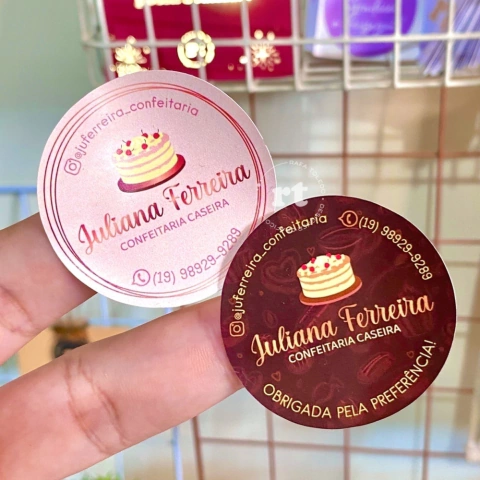 @juferreira_confeitaria
Juliana Ferreira
CONFEITARIA CASEIRA
(19) 98929-9289
@juferreira_confeitaria
(19) 98929-9289
Juliana Ferreira
CONFEITARIA CASEIRA
OBRIGADA PELA PREFERÊNCIA!
rt